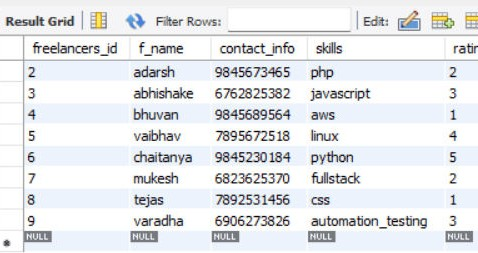 Result Grid Filter Rows: Edit:
freelancers_id f_name contact_info skills ratin
2 adarsh 9845673465 php 2
3 abhishake 6762825382 javascript 3
4 bhuvan 9845689564 aws 1
5 vaibhav 7895672518 linux 4
6 chaitanya 9845230184 python 5
7 mukesh 6823625370 fullstack 2
8 tejas 7892531456 css 1
9 varadha 6906273826 automation_testing 3
NULL NULL NULL NULL